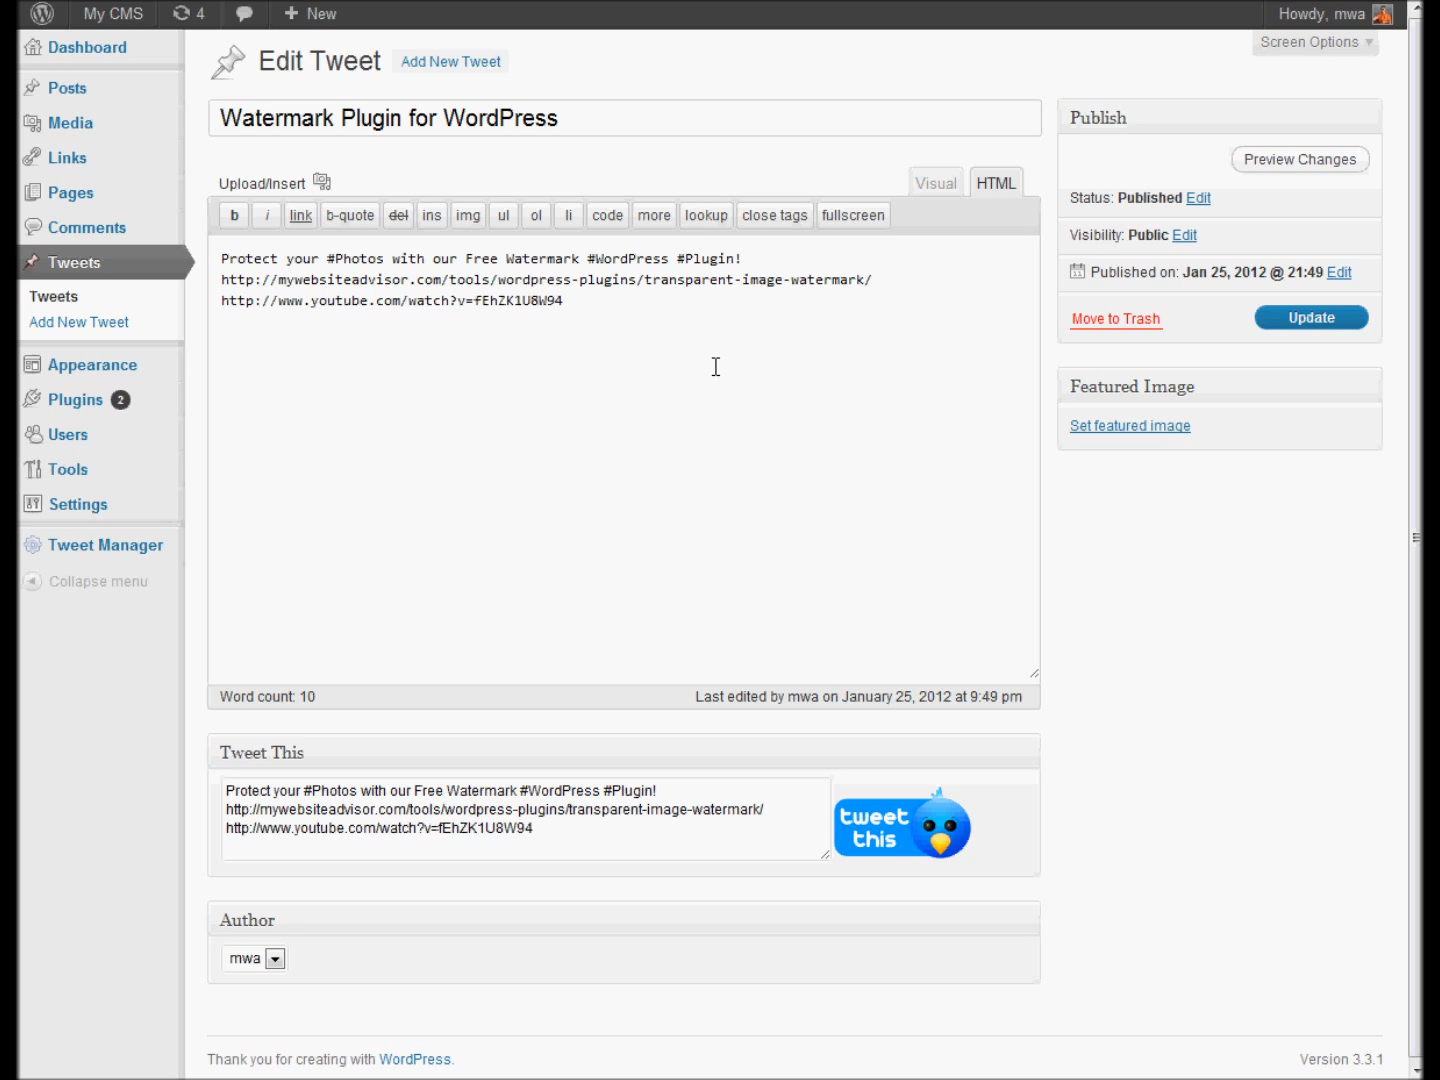 My CMS 4 + New Howdy, mwa
Screen Options
Dashboard
Posts
Media
Links
Pages
Comments
Tweets
Tweets
Add New Tweet
Appearance
Plugins 2
Users
Tools
Settings
Tweet Manager
Collapse menu
Edit Tweet Add New Tweet
Watermark Plugin for WordPress
Upload/Insert Visual HTML
b i link b-quote del ins img ul ol li code more lookup close tags fullscreen
Protect your #Photos with our Free Watermark #WordPress #Plugin!
http://mywebsiteadvisor.com/tools/wordpress-plugins/transparent-image-watermark/
http://www.youtube.com/watch?v=fEhZK1U8W94
Word count: 10 Last edited by mwa on January 25, 2012 at 9:49 pm
Tweet This
Protect your #Photos with our Free Watermark #WordPress #Plugin!
http://mywebsiteadvisor.com/tools/wordpress-plugins/transparent-image-watermark/
http://www.youtube.com/watch?v=fEhZK1U8W94
tweet
this
Author
mwa
Publish
Preview Changes
Status: Published Edit
Visibility: Public Edit
Published on: Jan 25, 2012 @ 21:49 Edit
Move to Trash Update
Featured Image
Set featured image
Thank you for creating with WordPress. Version 3.3.1